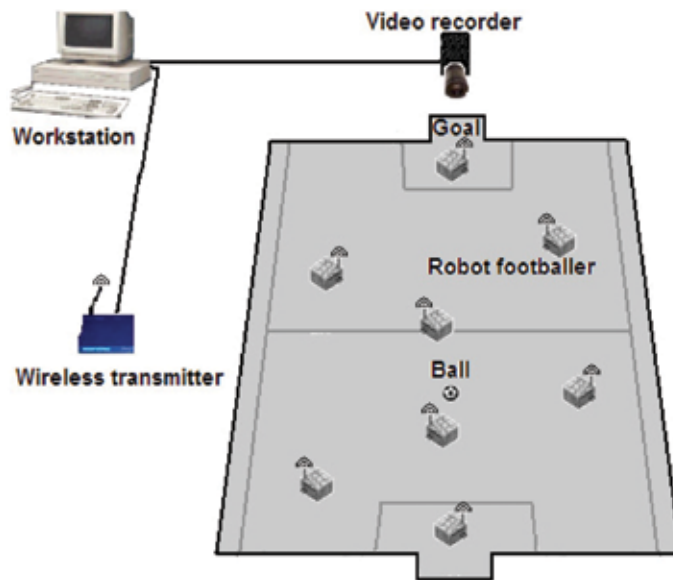 Video recorder
Workstation
Goal
Robot footballer
Ball
Wireless transmitter